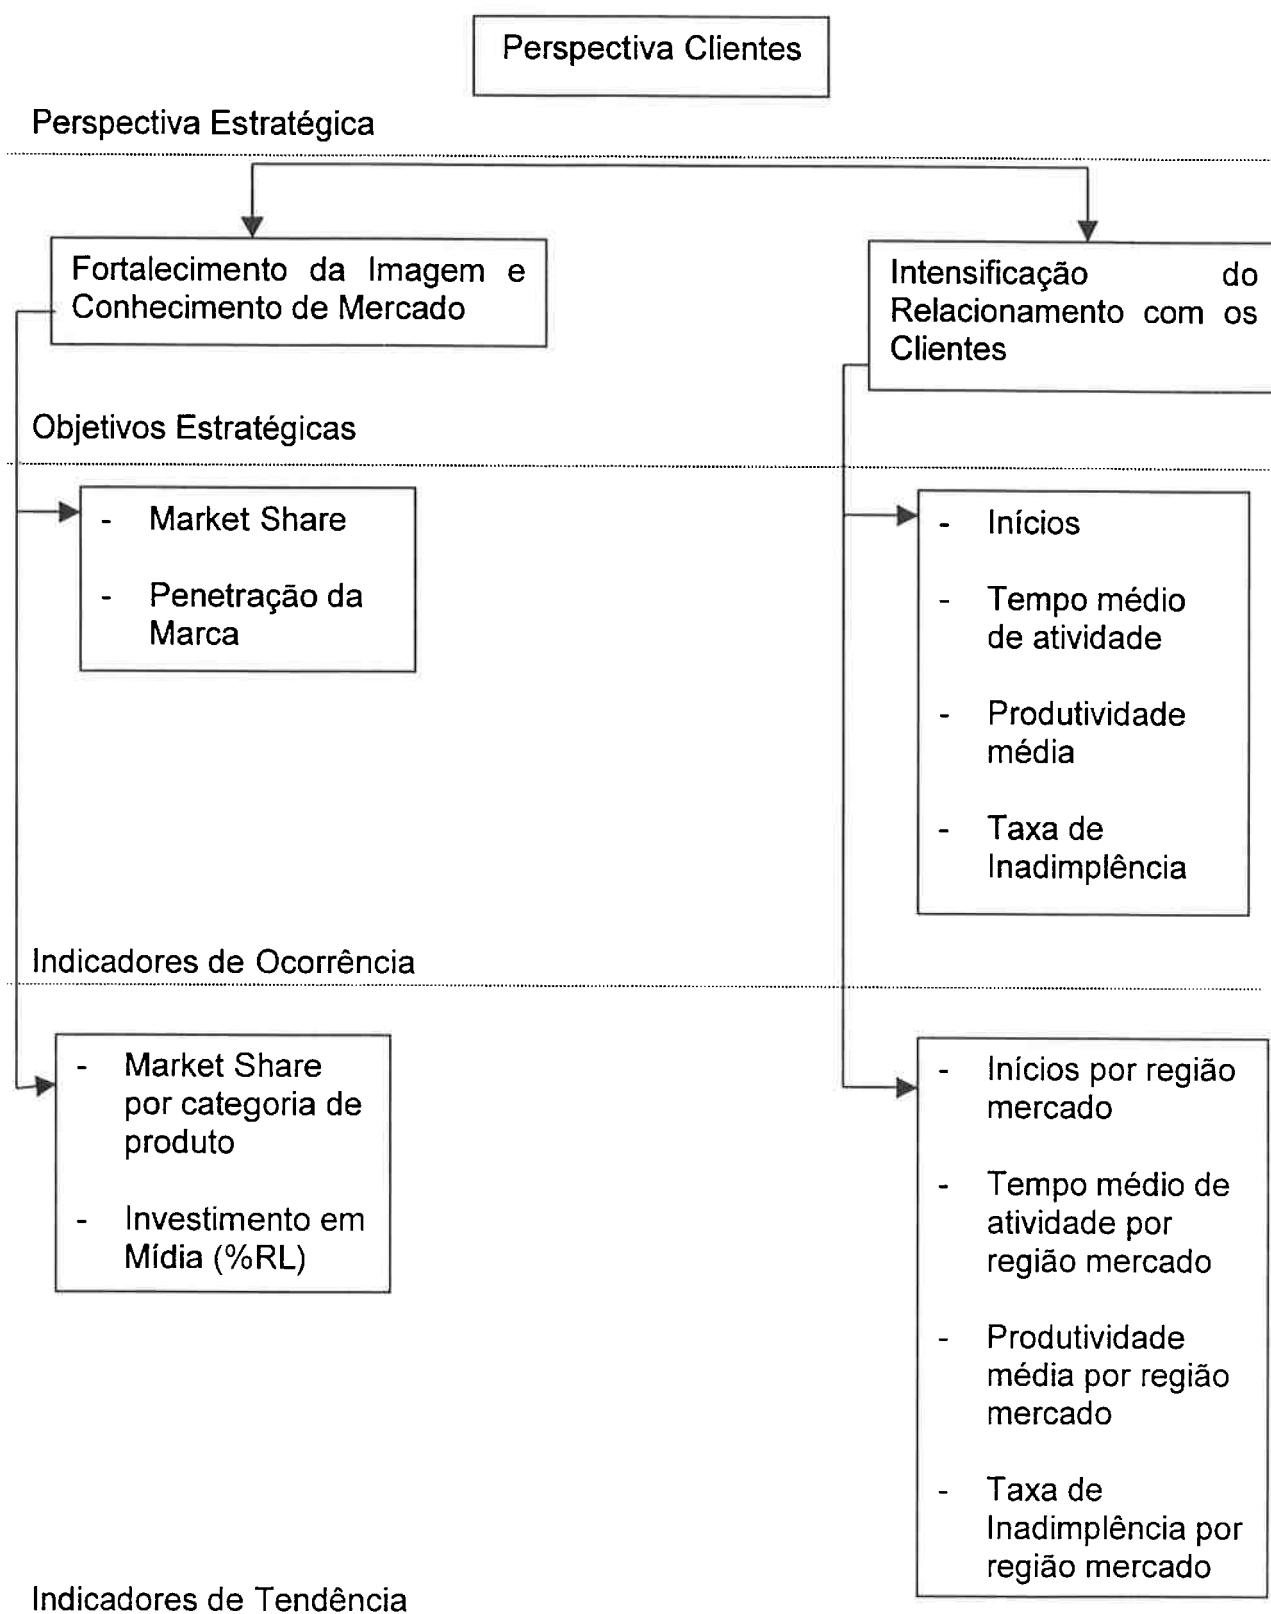 Perspectiva Clientes
Perspectiva Estratégica
Fortalecimento da Imagem e
Conhecimento de Mercado
Intensificação do
Relacionamento com os
Clientes
Objetivos Estratégicas
- Market Share
- Penetração da
Marca
- Inícios
- Tempo médio
de atividade
- Produtividade
média
- Taxa de
Inadimplência
Indicadores de Ocorrência
- Market Share
por categoria de
produto
- Investimento em
Mídia (%RL)
- Inícios por região
mercado
- Tempo médio de
atividade por
região mercado
- Produtividade
média por região
mercado
- Taxa de
Inadimplência por
região mercado
Indicadores de Tendência